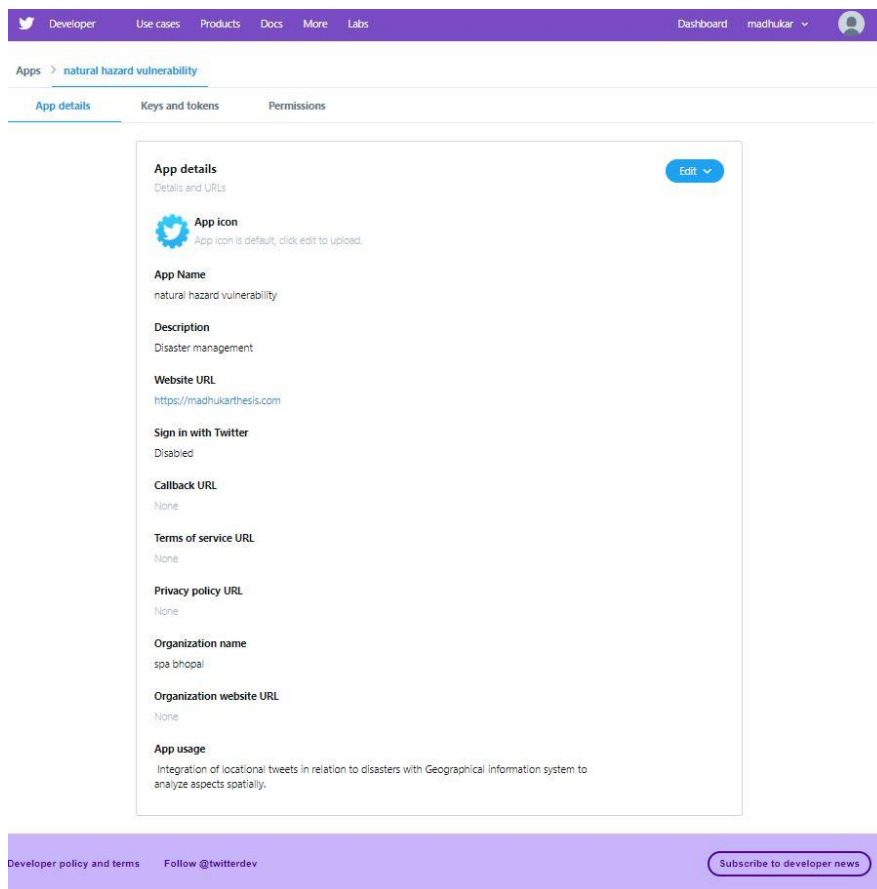 Developer Use cases Products Docs More Labs Dashboard madhukar
Apps > natural hazard vulnerability
App details Keys and tokens Permissions
App details
Edit
Details and URLs
App icon
App icon is default, click edit to upload.
App Name
natural hazard vulnerability
Description
Disaster management
Website URL
https://madhukarthesis.com
Sign in with Twitter
Disabled
Callback URL
None
Terms of service URL
None
Privacy policy URL
None
Organization name
spa bhopal
Organization website URL
None
App usage
Integration of locational tweets in relation to disasters with Geographical information system to
analyze aspects spatially.
Developer policy and terms Follow @twitterdev Subscribe to developer news